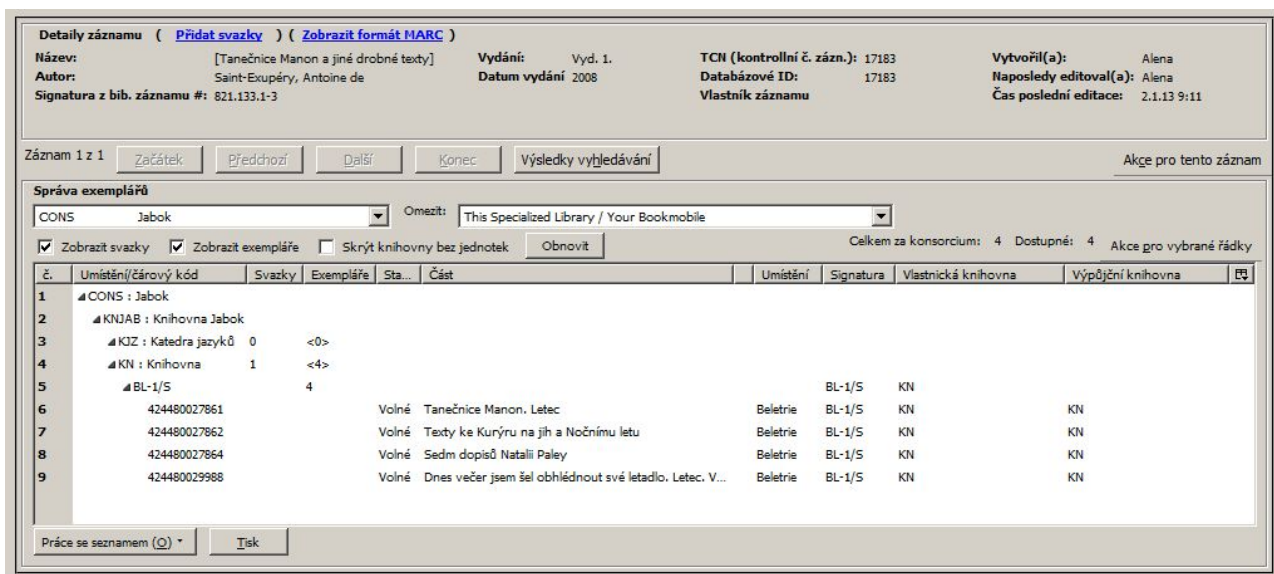 Detaily záznamu ( Přidat svazky ) ( Zobrazit formát MARC )
Název: [Tanečnice Manon a jiné drobné texty] Vydání: Vyd. 1. TCN (kontrolní č. zázn.): 17183 Vytvořil(a): Alena
Autor: Saint-Exupéry, Antoine de Datum vydání 2008 Databázové ID: 17183 Naposledy editoval(a): Alena
Signatura z bib. záznamu #: 821.133.1-3 Vlastník záznamu Čas poslední editace: 2.1.13 9:11
Záznam 1 z 1 Začátek Předchozí Další Konec Výsledky vyhledávání Akce pro tento záznam
Správa exemplářů
CONS Jabok Omezit: This Specialized Library / Your Bookmobile
Zobrazit svazky Zobrazit exempláře Skrýt knihovny bez jednotek Obnovit Celkem za konsorcium: 4 Dostupné: 4 Akce pro vybrané řádky
č. Umístění/čárový kód Svazky Exempláře Sta... Část Umístění Signatura Vlastnická knihovna Výpůjční knihovna
1 CONS : Jabok
2 KNJAB : Knihovna Jabok
3 KJZ : Katedra jazyků 0 <0>
4 KN : Knihovna 1 <4>
5 BL-1/S 4 BL-1/S KN
6 424480027861 Volné Tanečnice Manon. Letec Beletrie BL-1/S KN KN
7 424480027862 Volné Texty ke Kurýru na jih a Nočnímu letu Beletrie BL-1/S KN KN
8 424480027864 Volné Sedm dopisů Natalii Paley Beletrie BL-1/S KN KN
9 424480029988 Volné Dnes večer jsem šel obhlédnout své letadlo. Letec. V... Beletrie BL-1/S KN KN
Práce se seznamem (O) Tisk